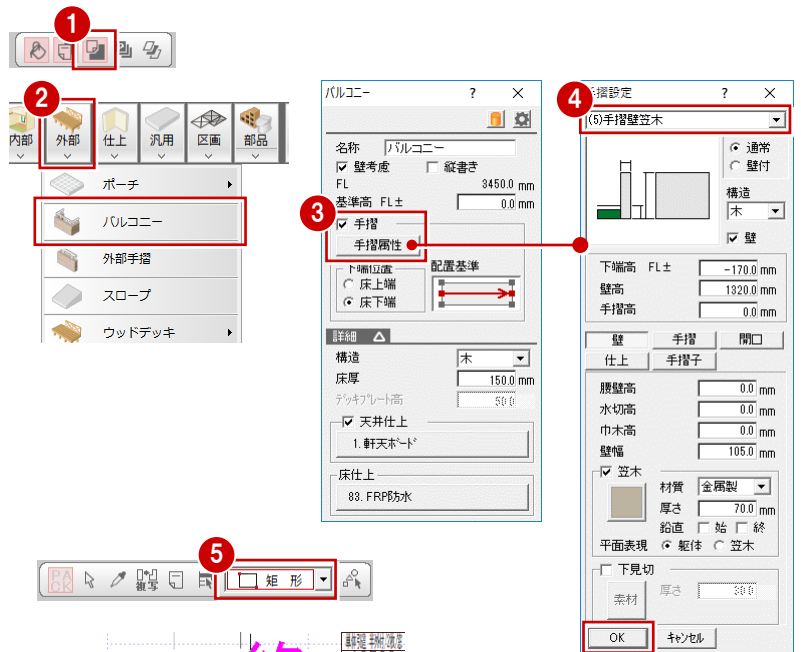 1
2
内部
外部
仕上
汎用
区画
部品
ポーチ
バルコニー
外部手摺
スロープ
ウッドデッキ
バルコニー ? ×
名称 バルコニー
壁考慮 縦書き
FL 3450.0 mm
基準高 FL± 0.0 mm
3
手摺
手摺属性
下端位置 配置基準
床上端
床下端
詳細
構造 木
床厚 150.0 mm
デッキプレート高 50.0
天井仕上
1. 軒天ボード
床仕上
83. FRP防水
4
手摺設定 ? ×
(5)手摺壁笠木
通常
壁付
構造
木
壁
下端高 FL± -170.0 mm
壁高 1320.0 mm
手摺高 0.0 mm
壁 手摺 開口
仕上 手摺子
腰壁高 0.0 mm
水切高 0.0 mm
巾木高 0.0 mm
壁幅 105.0 mm
笠木
材質 金属製
厚さ 70.0 mm
鉛直 始 終
平面表現 躯体 笠木
下見切
素材 厚さ 30.0
OK キャンセル
5
PACK 複写 矩形